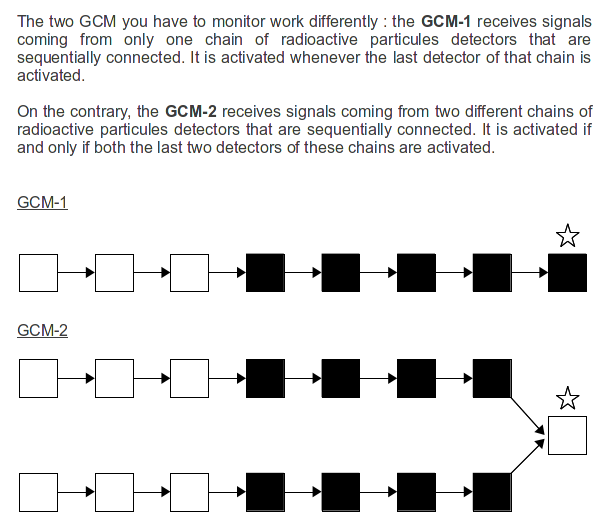 The two GCM you have to monitor work differently : the GCM-1 receives signals
coming from only one chain of radioactive particules detectors that are
sequentially connected. It is activated whenever the last detector of that chain is
activated.
On the contrary, the GCM-2 receives signals coming from two different chains of
radioactive particules detectors that are sequentially connected. It is activated if
and only if both the last two detectors of these chains are activated.
GCM-1
GCM-2